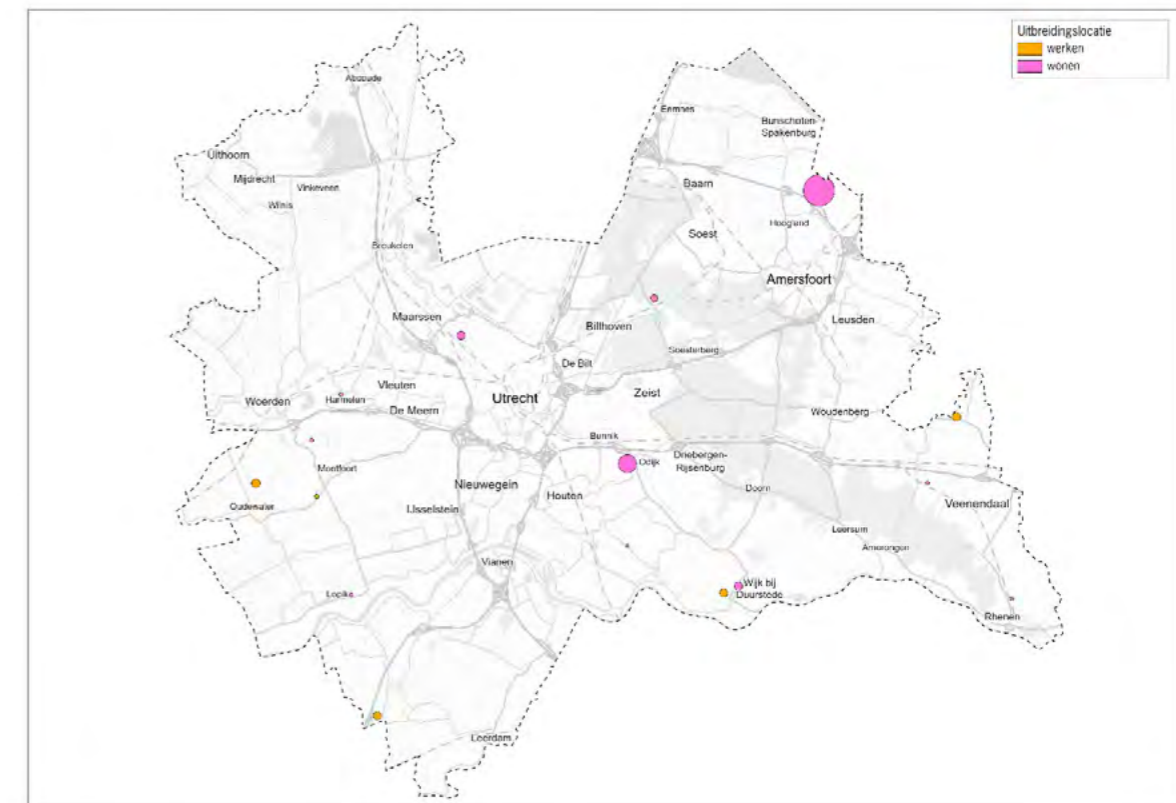 Uitbreidingslocatie
werken
wonen
Abcoude
Eemnes
Bunschoten-
Spakenburg
Uithoorn
Mijdrecht
Vinkeveen
Wilnis
Baarn
Hoogland
Soest
Breukelen
Amersfoort
Maarssen
Bilthoven
Leusden
Soesterberg
De Bilt
Vleuten
Utrecht
Zeist
Woerden
Harmelen
De Meern
Woudenberg
Bunnik
Driebergen-
Rijsenburg
Odijk
Montfoort
Nieuwegein
Houten
Doorn
Veenendaal
Oudewater
IJsselstein
Leersum
Amerongen
Vianen
Wijk bij
Duurstede
Lopik
Rhenen
Leerdam